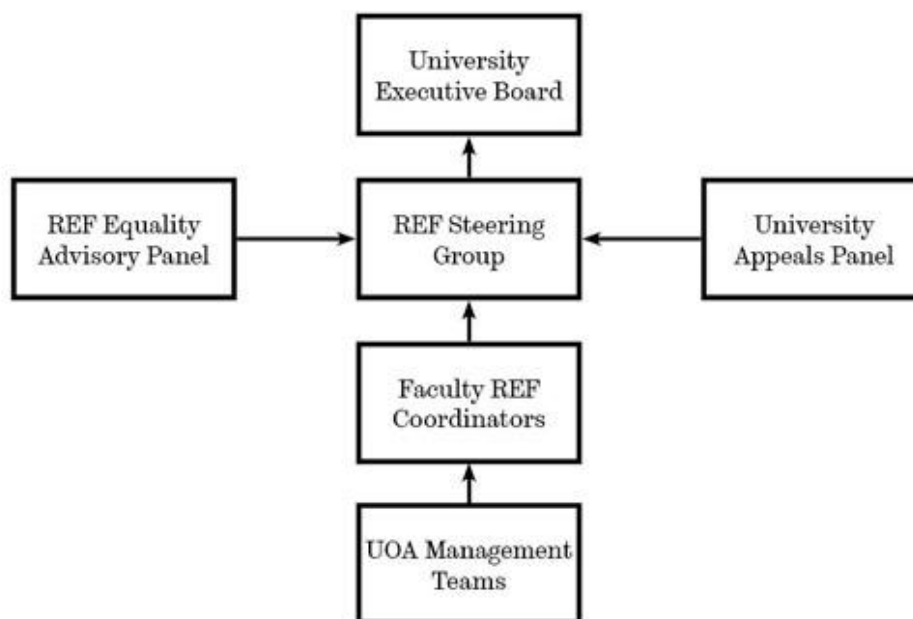 University
Executive Board
REF Equality
Advisory Panel
REF Steering
Group
University
Appeals Panel
Faculty REF
Coordinators
UOA Management
Teams